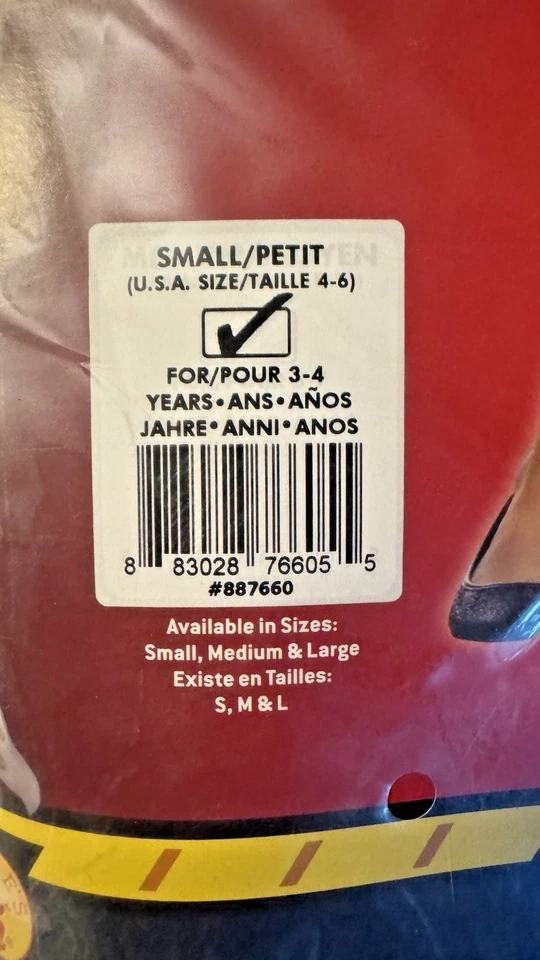 SMALL/PETIT
(U.S.A. SIZE/TAILLE 4-6)
FOR/POUR 3-4
YEARS•ANS•AÑOS
JAHRE•ANNI•ANOS
8 83028 76605 5
#887660
Available in Sizes:
Small, Medium & Large
Existe en Tailles:
S, M & L